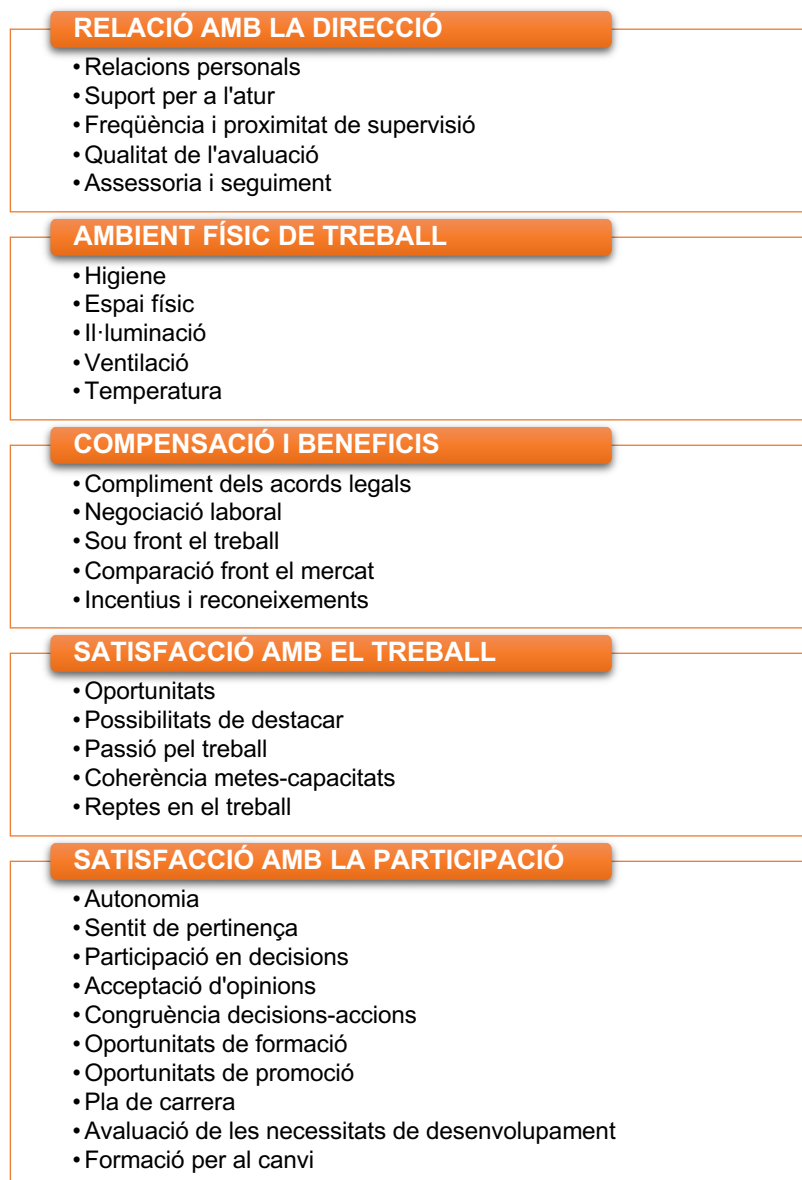 RELACIÓ AMB LA DIRECCIÓ
•Relacions personals
•Suport per a l'atur
•Freqüència i proximitat de supervisió
•Qualitat de l'avaluació
•Assessoria i seguiment
AMBIENT FÍSIC DE TREBALL
•Higiene
•Espai físic
•Il·luminació
•Ventilació
•Temperatura
COMPENSACIÓ I BENEFICIS
•Compliment dels acords legals
•Negociació laboral
•Sou front el treball
•Comparació front el mercat
•Incentius i reconeixements
SATISFACCIÓ AMB EL TREBALL
•Oportunitats
•Possibilitats de destacar
•Passió pel treball
•Coherència metes-capacitats
•Reptes en el treball
SATISFACCIÓ AMB LA PARTICIPACIÓ
•Autonomia
•Sentit de pertinença
•Participació en decisions
•Acceptació d'opinions
•Congruència decisions-accions
•Oportunitats de formació
•Oportunitats de promoció
•Pla de carrera
•Avaluació de les necessitats de desenvolupament
•Formació per al canvi